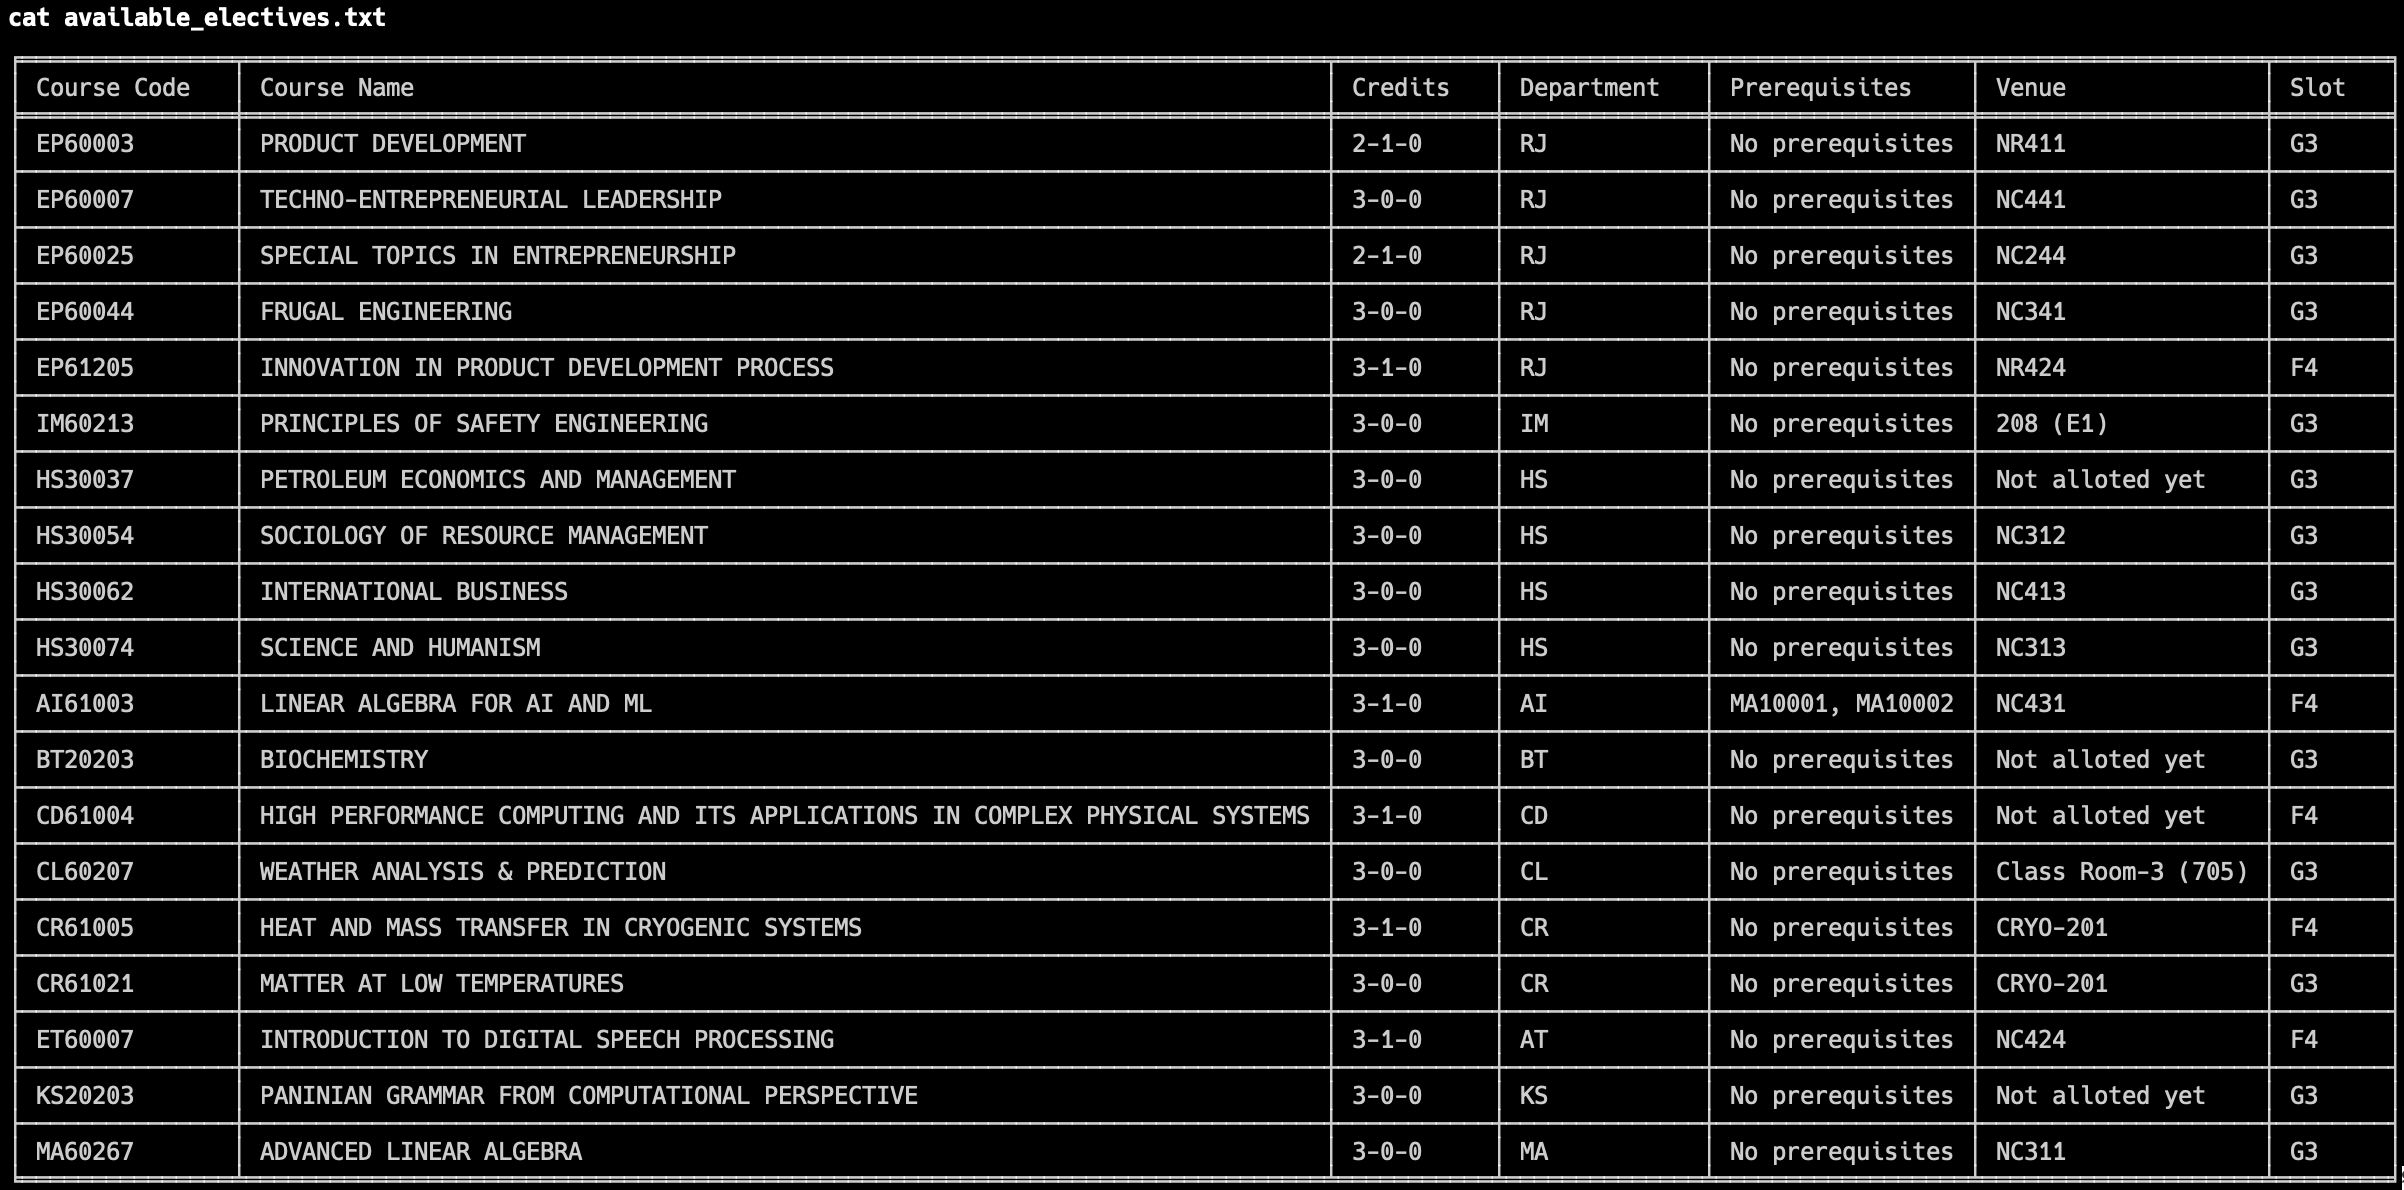 cat available_electives.txt
Course Code Course Name Credits Department Prerequisites Venue Slot
EP60003 PRODUCT DEVELOPMENT 2-1-0 RJ No prerequisites NR411 G3
EP60007 TECHNO-ENTREPRENEURIAL LEADERSHIP 3-0-0 RJ No prerequisites NC441 G3
EP60025 SPECIAL TOPICS IN ENTREPRENEURSHIP 2-1-0 RJ No prerequisites NC244 G3
EP60044 FRUGAL ENGINEERING 3-0-0 RJ No prerequisites NC341 G3
EP61205 INNOVATION IN PRODUCT DEVELOPMENT PROCESS 3-1-0 RJ No prerequisites NR424 F4
IM60213 PRINCIPLES OF SAFETY ENGINEERING 3-0-0 IM No prerequisites 208 (E1) G3
HS30037 PETROLEUM ECONOMICS AND MANAGEMENT 3-0-0 HS No prerequisites Not alloted yet G3
HS30054 SOCIOLOGY OF RESOURCE MANAGEMENT 3-0-0 HS No prerequisites NC312 G3
HS30062 INTERNATIONAL BUSINESS 3-0-0 HS No prerequisites NC413 G3
HS30074 SCIENCE AND HUMANISM 3-0-0 HS No prerequisites NC313 G3
AI61003 LINEAR ALGEBRA FOR AI AND ML 3-1-0 AI MA10001, MA10002 NC431 F4
BT20203 BIOCHEMISTRY 3-0-0 BT No prerequisites Not alloted yet G3
CD61004 HIGH PERFORMANCE COMPUTING AND ITS APPLICATIONS IN COMPLEX PHYSICAL SYSTEMS 3-1-0 CD No prerequisites Not alloted yet F4
CL60207 WEATHER ANALYSIS & PREDICTION 3-0-0 CL No prerequisites Class Room-3 (705) G3
CR61005 HEAT AND MASS TRANSFER IN CRYOGENIC SYSTEMS 3-1-0 CR No prerequisites CRYO-201 F4
CR61021 MATTER AT LOW TEMPERATURES 3-0-0 CR No prerequisites CRYO-201 G3
ET60007 INTRODUCTION TO DIGITAL SPEECH PROCESSING 3-1-0 AT No prerequisites NC424 F4
KS20203 PANINIAN GRAMMAR FROM COMPUTATIONAL PERSPECTIVE 3-0-0 KS No prerequisites Not alloted yet G3
MA60267 ADVANCED LINEAR ALGEBRA 3-0-0 MA No prerequisites NC311 G3